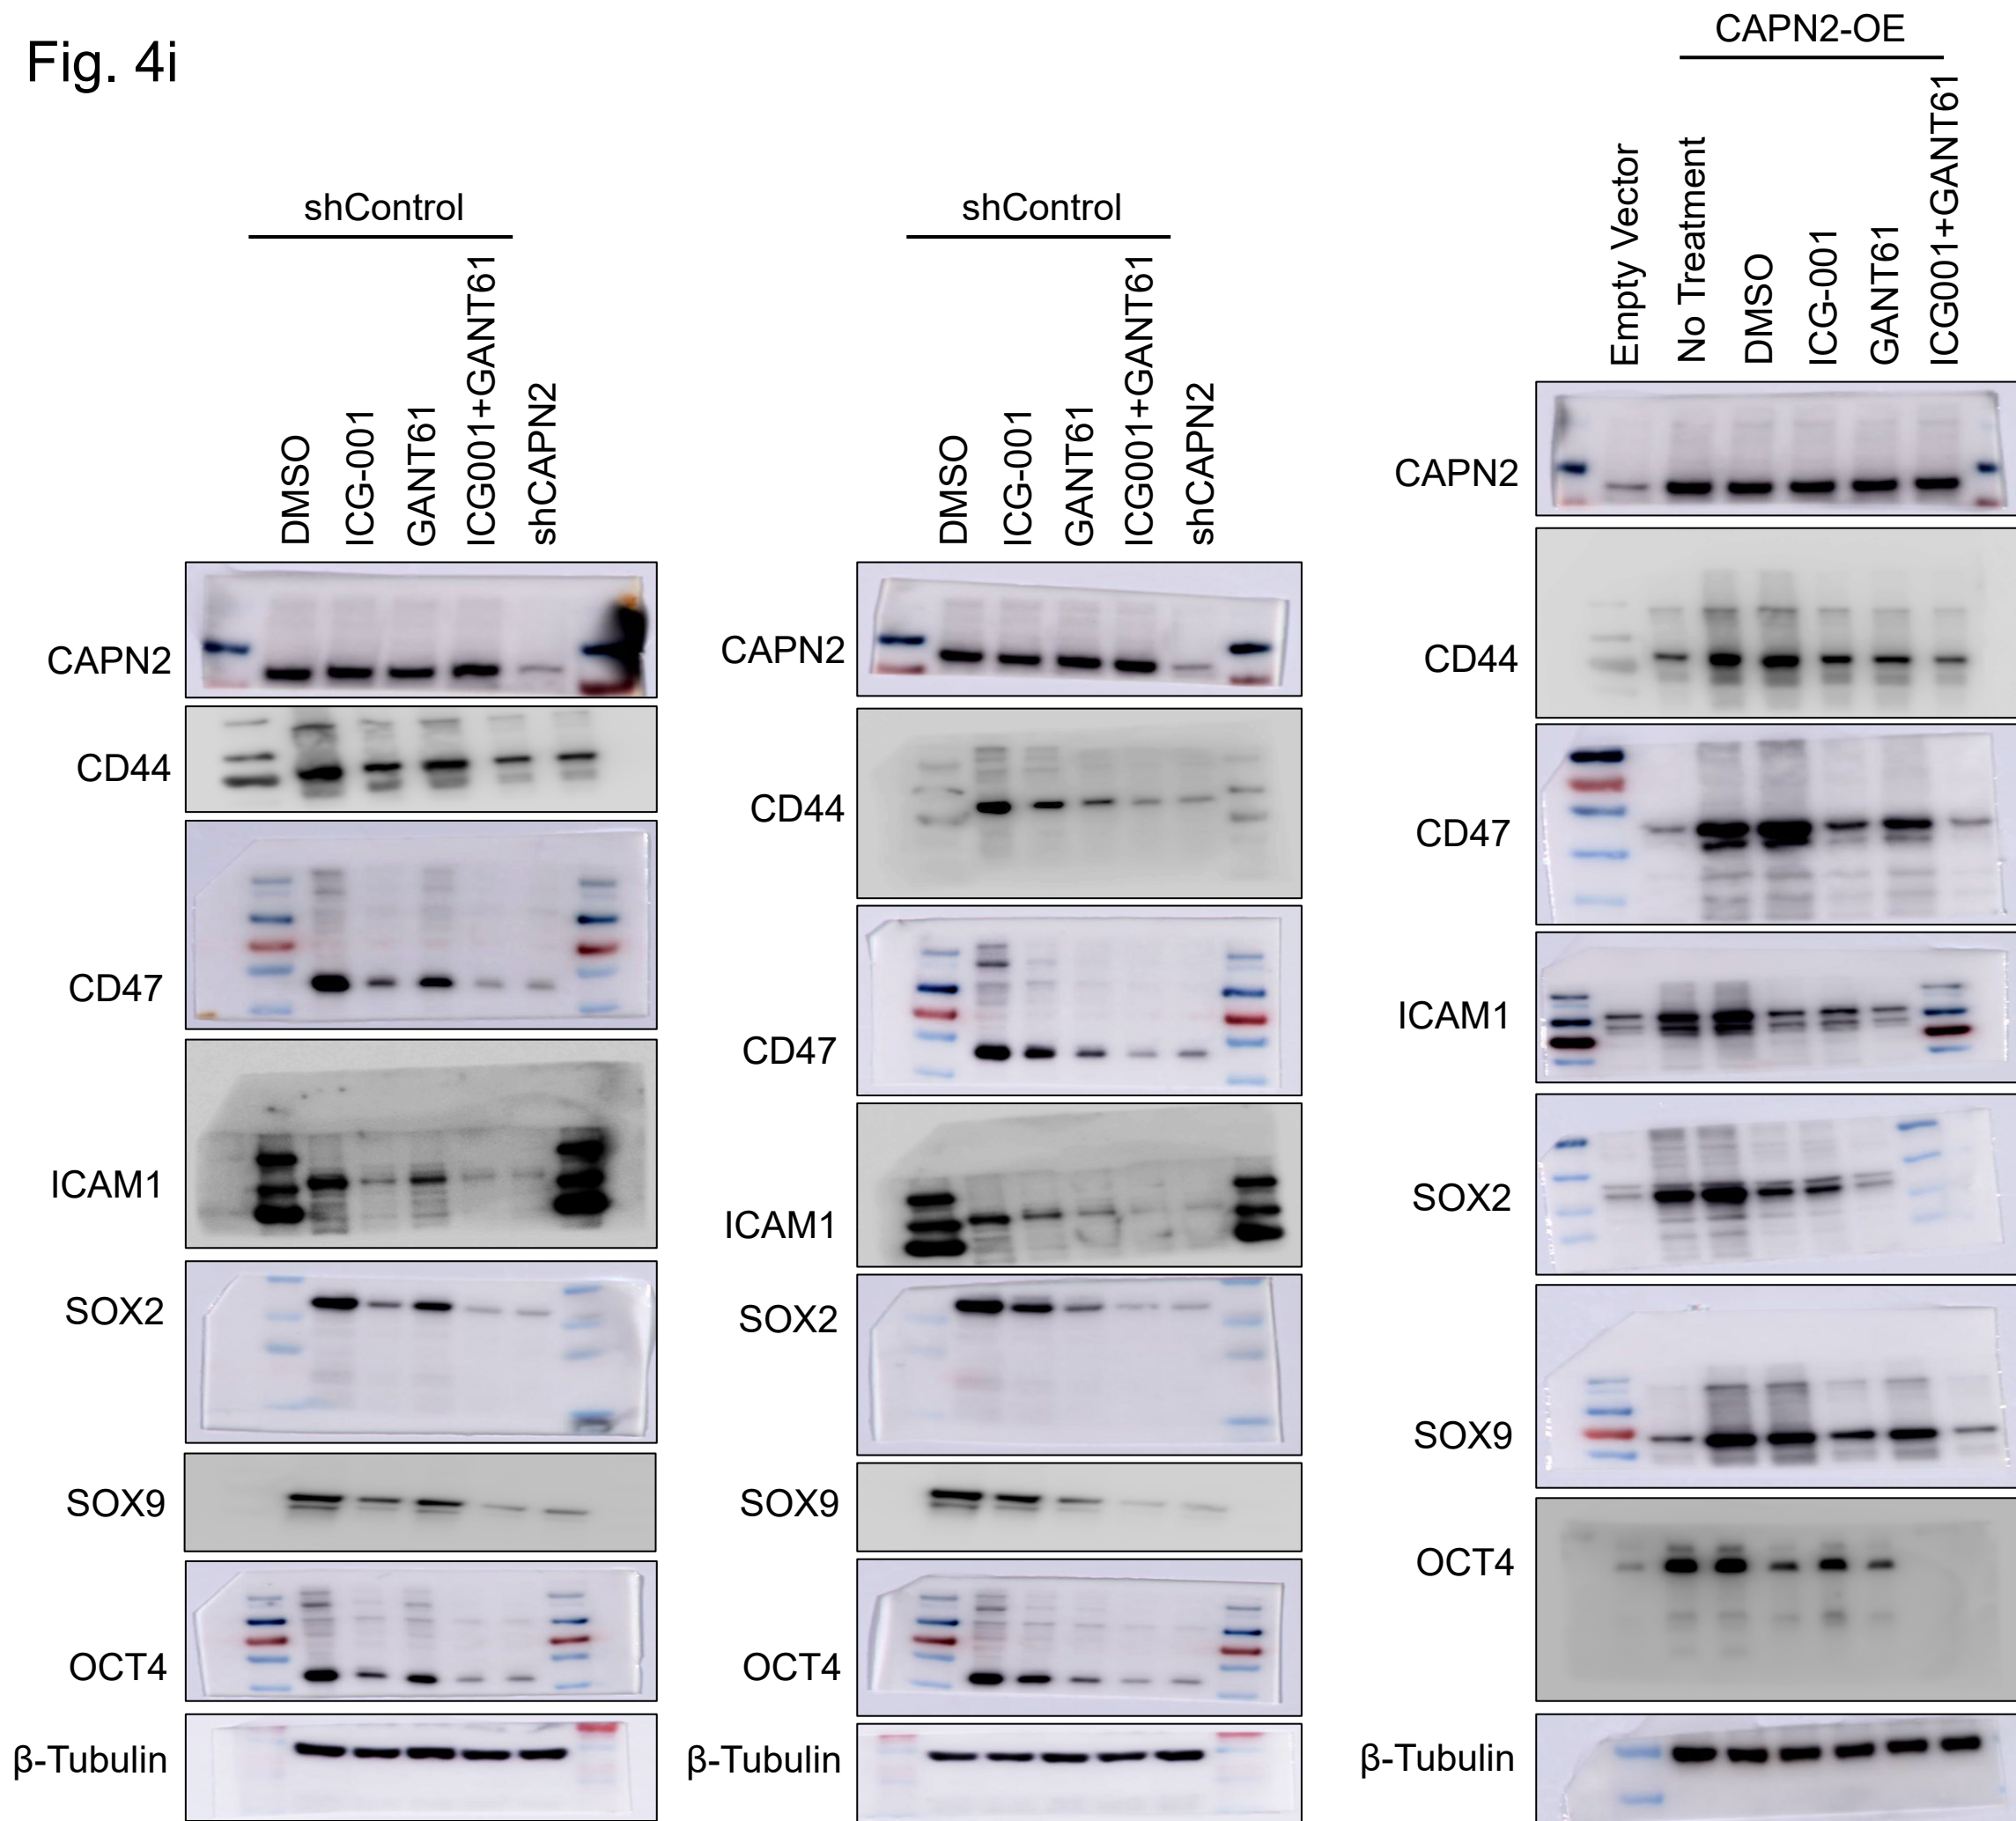 Fig. 4i
shControl
DMSO
ICG-001
GANT61
ICG001+GANT61
shCAPN2
CAPN2
CD44
CD47
ICAM1
SOX2
SOX9
OCT4
β-Tubulin
shControl
DMSO
ICG-001
GANT61
ICG001+GANT61
shCAPN2
CAPN2
CD44
CD47
ICAM1
SOX2
SOX9
OCT4
β-Tubulin
CAPN2-OE
Empty Vector
No Treatment
DMSO
ICG-001
GANT61
ICG001+GANT61
CAPN2
CD44
CD47
ICAM1
SOX2
SOX9
OCT4
β-Tubulin